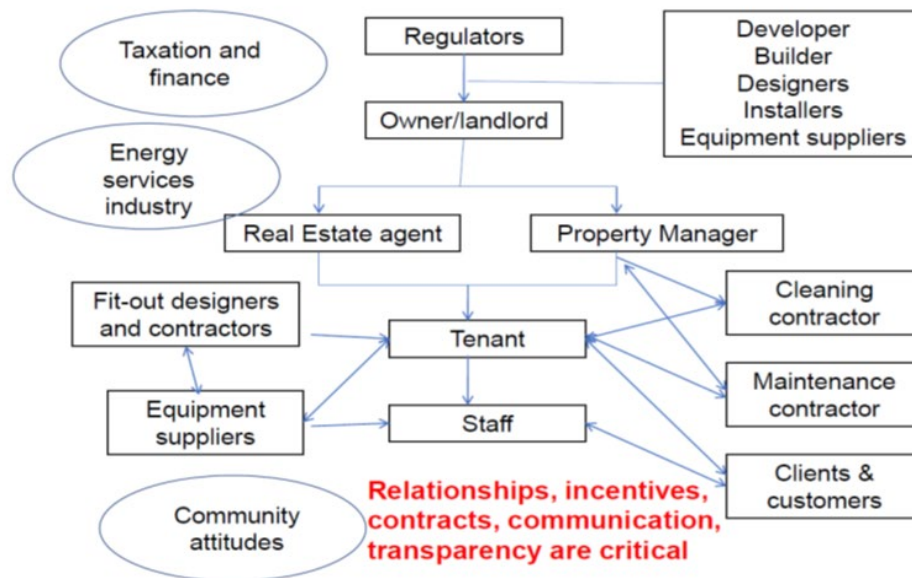 Taxation and
finance
Regulators
Developer
Builder
Designers
Installers
Equipment suppliers
Owner/landlord
Energy
services
industry
Real Estate agent
Property Manager
Fit-out designers
and contractors
Tenant
Cleaning
contractor
Equipment
suppliers
Staff
Maintenance
contractor
Clients &
customers
Community
attitudes
Relationships, incentives,
contracts, communication,
transparency are critical